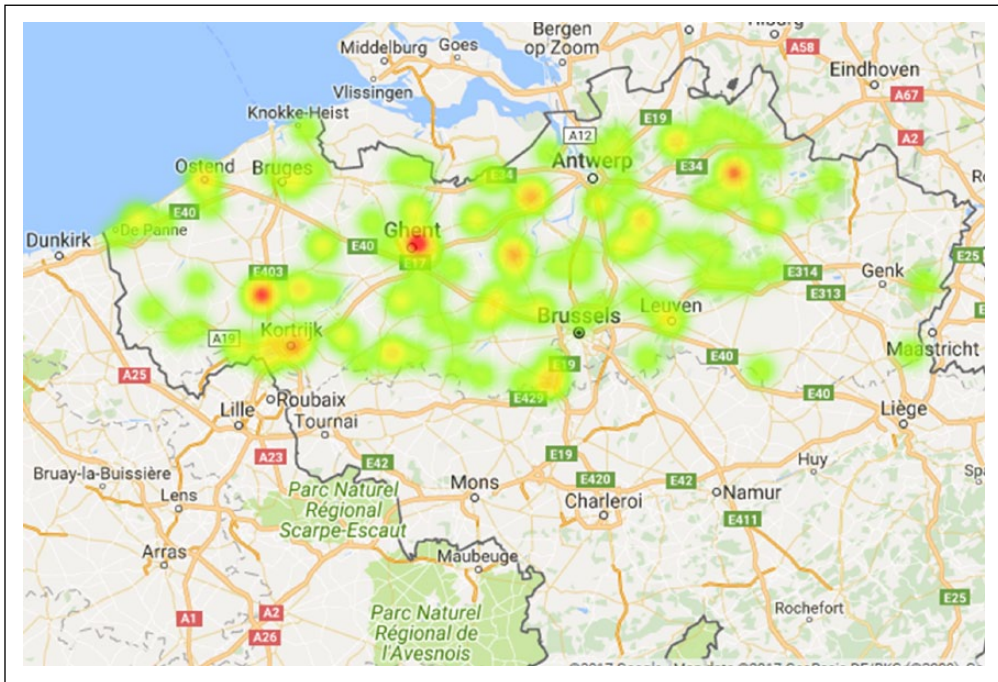 Bergen
op Zoom
A58
Middelburg
Goes
Eindhoven
Vlissingen
A67
Knokke-Heist
E19
A12
A2
Ostend
Bruges
Antwerp
E34
E34
E40
De Panne
Ghent
Dunkirk
E40
E17
E25
E403
E314
Genk
E313
Leuven
Brussels
A19
Kortrijk
Maastricht
A25
E19
E40
E429
E40
Roubaix
Lille
Tournai
Liège
A23
E42
E19
Huy
Bruay-la-Buissière
Mons
E420
E42
Lens
Parc Naturel
Régional
Scarpe-Escaut
Charleroi
Namur
E411
Arras
Maubeuge
A1
A2
Parc Naturel
Régional de
l'Avesnois
Rochefort
E25
A26